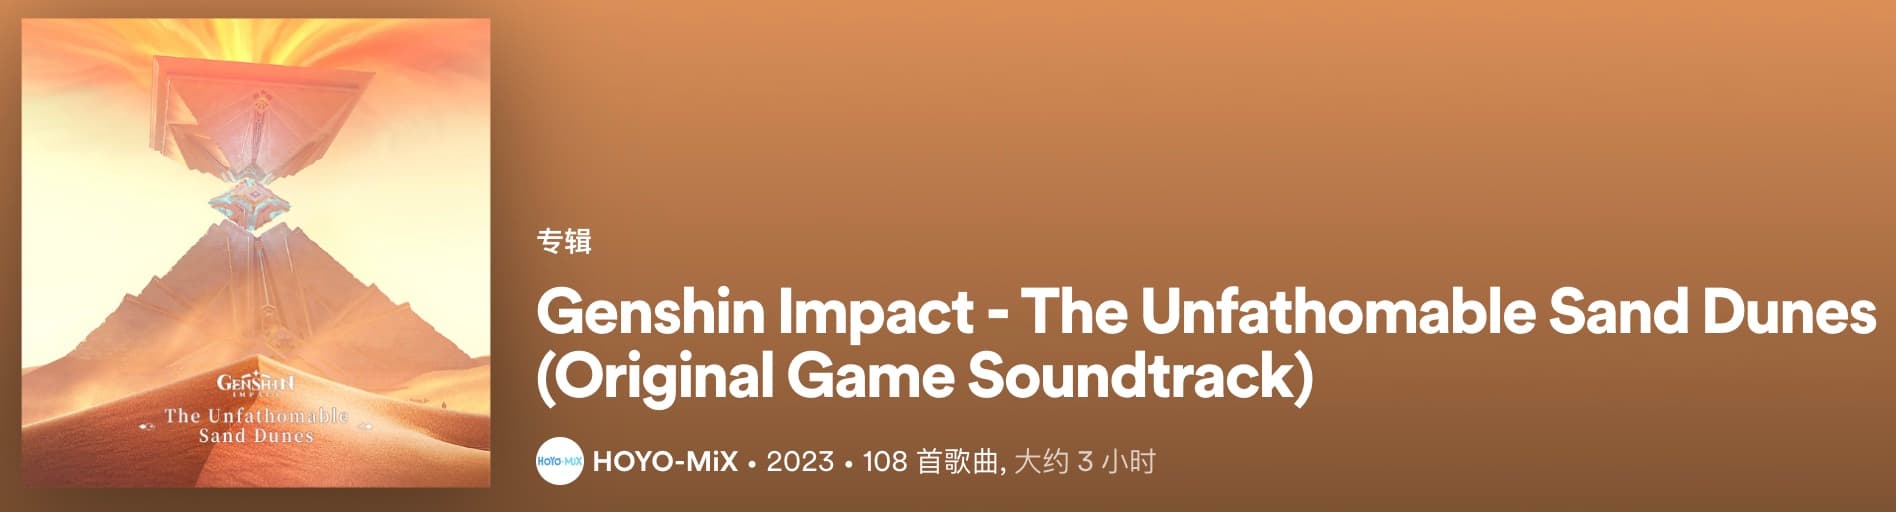 GENSHIN
IMPACT
The Unfathomable
Sand Dunes
专辑
Genshin Impact - The Unfathomable Sand Dunes
(Original Game Soundtrack)
HOYO-MiX
HOYO-MiX • 2023 • 108 首歌曲, 大约 3 小时